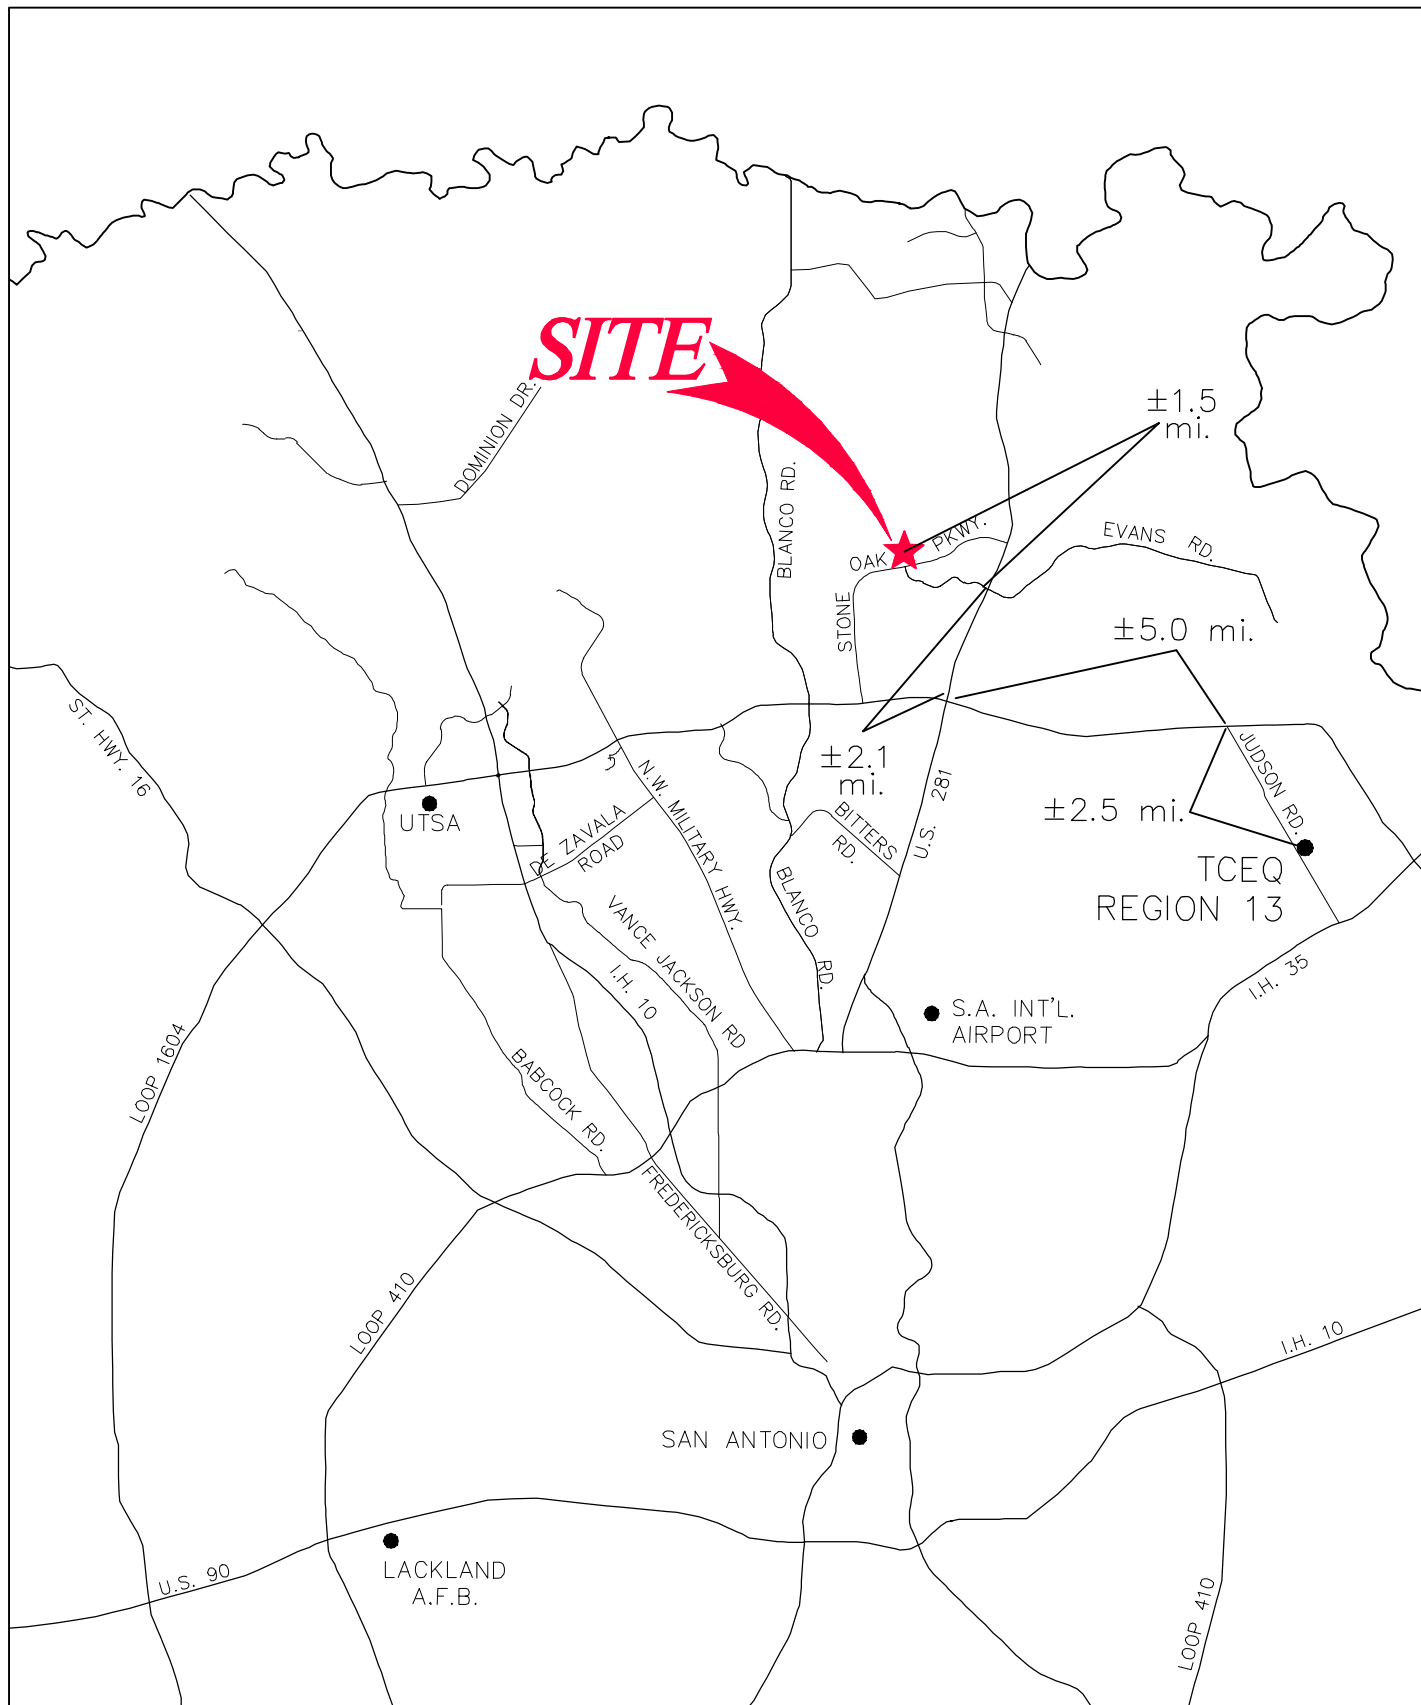 SITE
±1.5
mi.
DOMINION DR.
BLANCO RD.
STONE
OAK
PKWY.
EVANS RD.
±5.0 mi.
ST. HWY. 16
±2.1
mi.
U.S. 281
JUDSON RD.
±2.5 mi.
N.W. MILITARY HWY.
BITTERS
RD.
UTSA
DE ZAVALA
ROAD
TCEQ
REGION 13
BLANCO RD.
VANCE JACKSON RD
I.H. 10
I.H. 35
S.A. INT'L.
AIRPORT
LOOP 1604
BABCOCK RD.
FREDERICKSBURG RD.
LOOP 410
I.H. 10
SAN ANTONIO
LACKLAND
A.F.B.
U.S. 90
LOOP 410